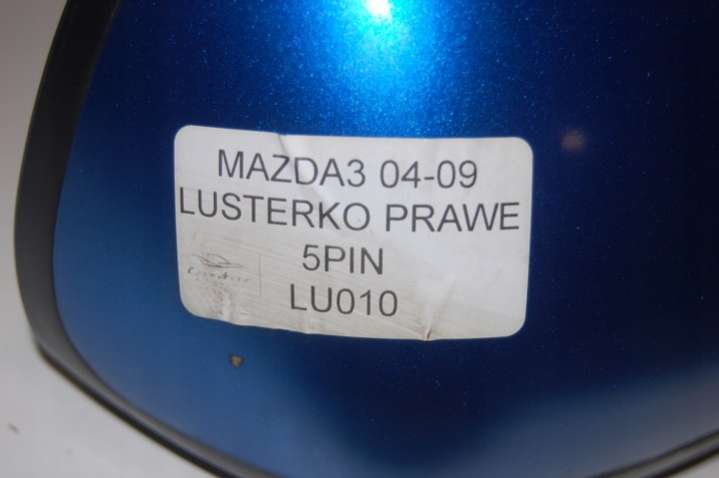 MAZDA3 04-09
LUSTERKO PRAWE
5PIN
LU010